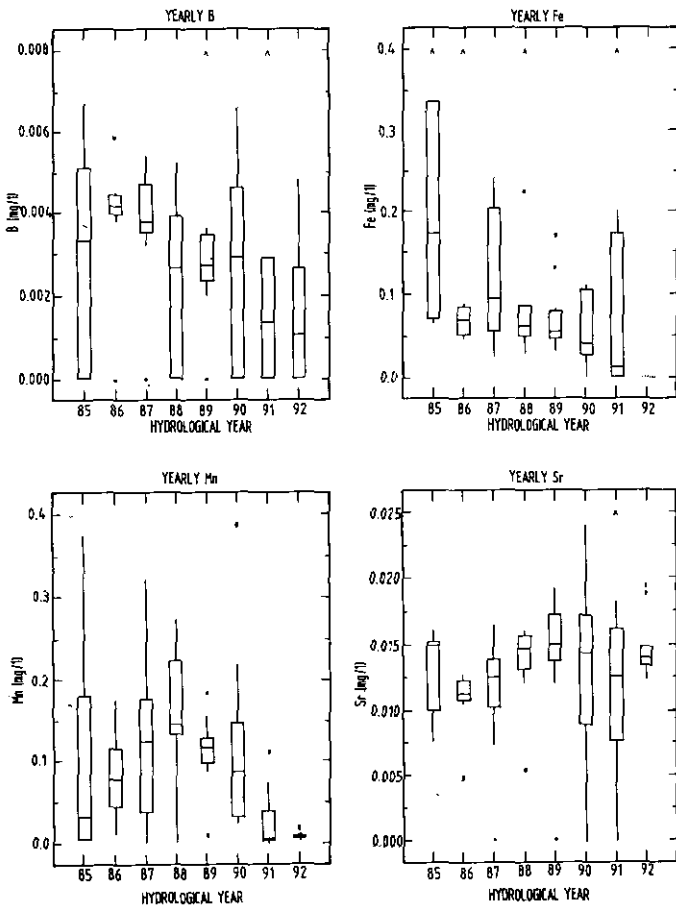 YEARLY B
0.008
0.006
0.004
0.002
0.000
B (mg/l)
85 86 87 88 89 90 91 92
HYDROLOGICAL YEAR
YEARLY Fe
0.4
0.3
0.2
0.1
0.0
Fe (mg/l)
85 86 87 88 89 90 91 92
HYDROLOGICAL YEAR
YEARLY Mn
0.4
0.3
0.2
0.1
0.0
Mn (mg/l)
85 86 87 88 89 90 91 92
HYDROLOGICAL YEAR
YEARLY Sr
0.025
0.020
0.015
0.010
0.005
0.000
Sr (mg/l)
85 86 87 88 89 90 91 92
HYDROLOGICAL YEAR